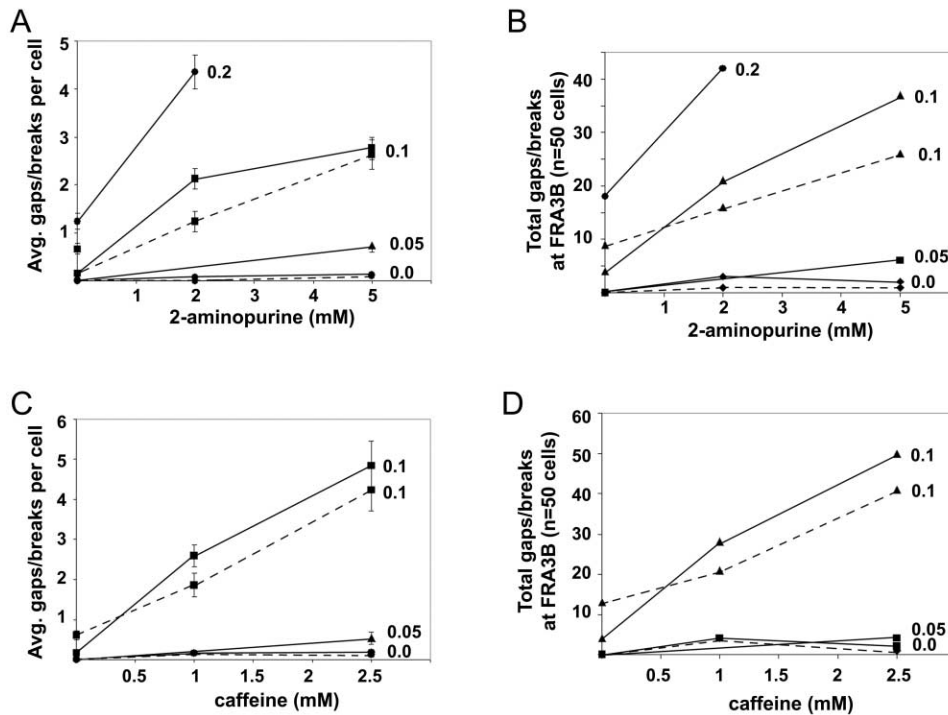 A
Avg. gaps/breaks per cell
5
4
3
2
1
0.2
0.1
0.05
0.0
1 2 3 4 5
2-aminopurine (mM)
B
Total gaps/breaks
at FRA3B (n=50 cells)
40
30
20
10
0.2
0.1
0.1
0.05
0.0
1 2 3 4 5
2-aminopurine (mM)
C
Avg. gaps/breaks per cell
6
5
4
3
2
1
0.1
0.1
0.05
0.0
0.5 1 1.5 2 2.5
caffeine (mM)
D
Total gaps/breaks
at FRA3B (n=50 cells)
60
50
40
30
20
10
0.1
0.1
0.05
0.0
0.5 1 1.5 2 2.5
caffeine (mM)